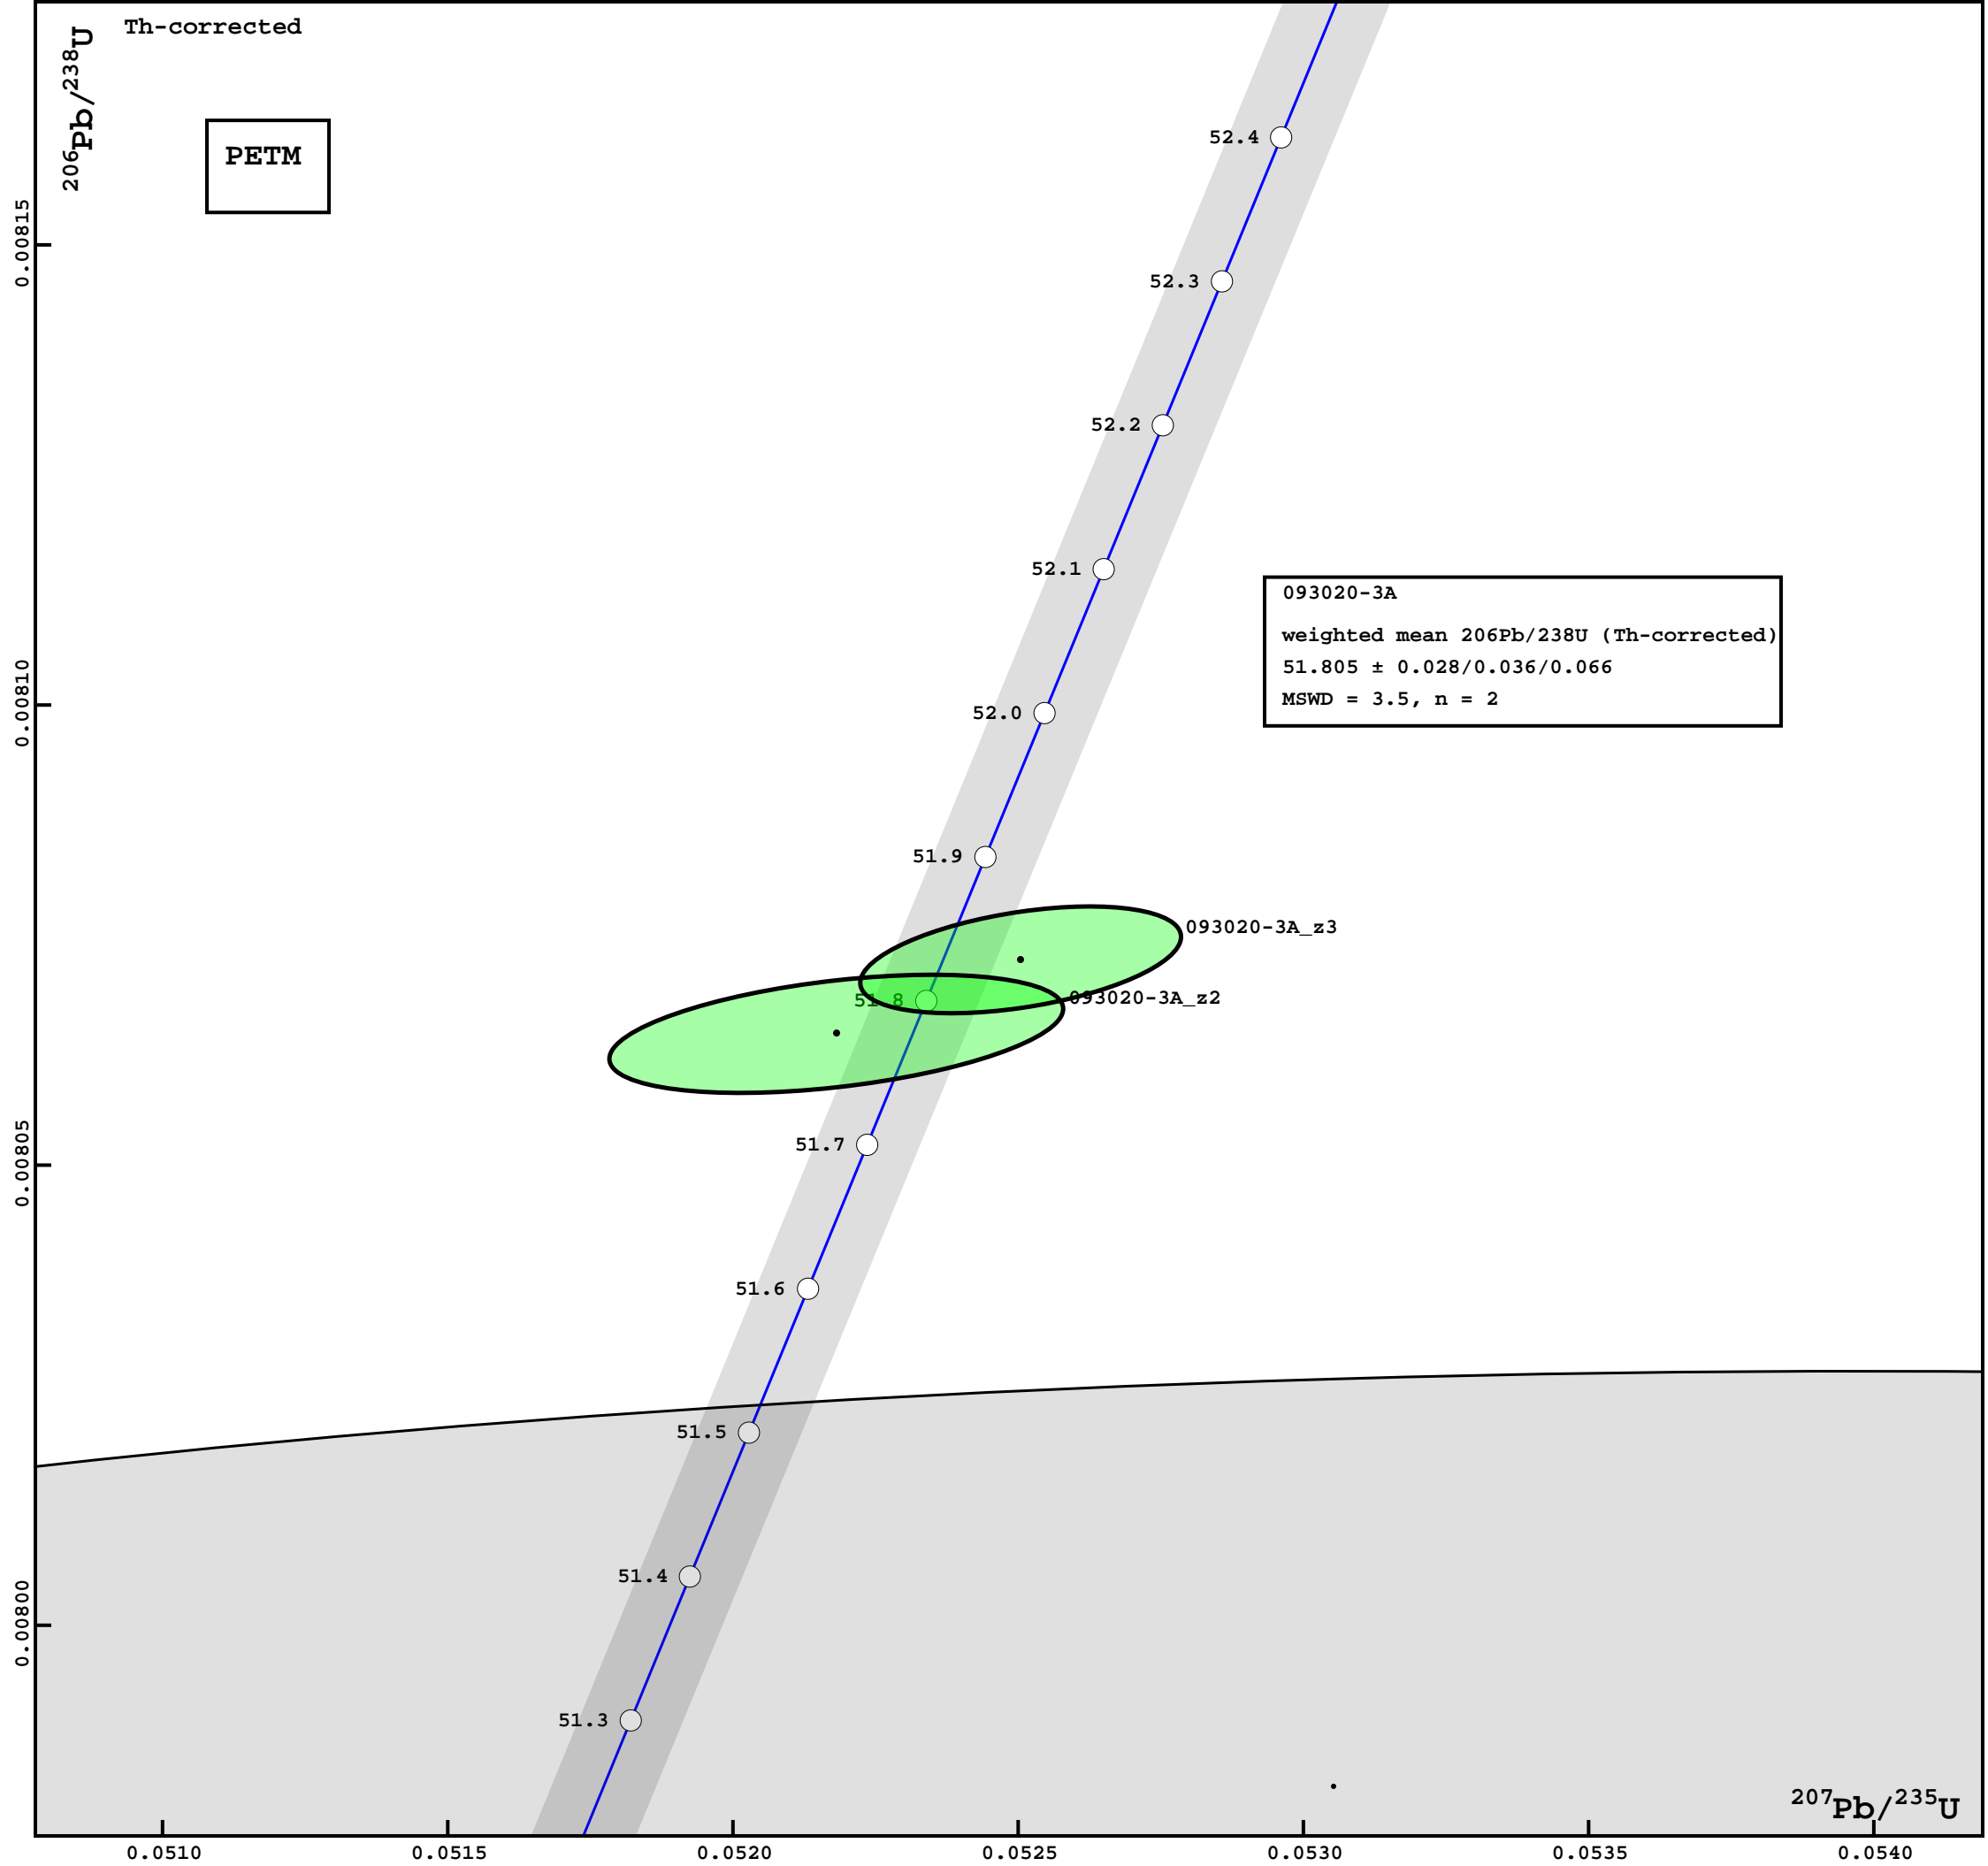 Th-corrected
206Pb/238U
PETM
0.00815
0.00810
0.00805
0.00800
52.4
52.3
52.2
52.1
52.0
51.9
51.8
51.7
51.6
51.5
51.4
51.3
093020-3A
weighted mean 206Pb/238U (Th-corrected)
51.805 ± 0.028/0.036/0.066
MSWD = 3.5, n = 2
093020-3A_z3
093020-3A_z2
207Pb/235U
0.0510 0.0515 0.0520 0.0525 0.0530 0.0535 0.0540